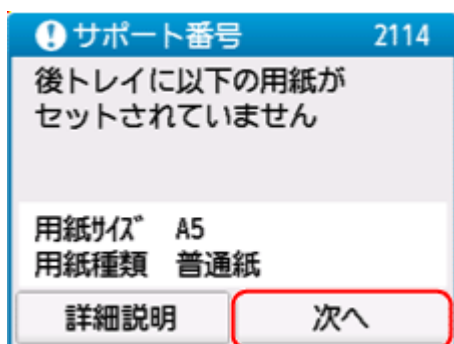 サポート番号 2114
後トレイに以下の用紙が
セットされていません
用紙サイズ A5
用紙種類 普通紙
詳細説明 次へ